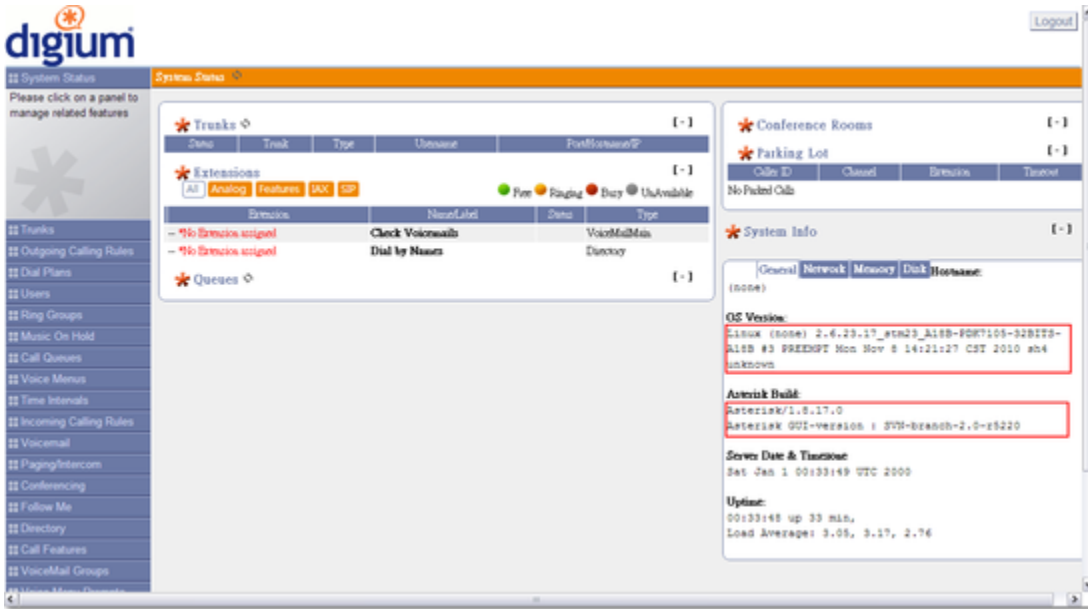 digium
Logout
System Status
System Status
Please click on a panel to
manage related features
Trunks
Outgoing Calling Rules
Dial Plans
Users
Ring Groups
Music On Hold
Call Queues
Voice Menus
Time Intervals
Incoming Calling Rules
Voicemail
Paging/Intercom
Conferencing
Follow Me
Directory
Call Features
VoiceMail Groups
Voice Menu Prompts
Trunks [-]
Status Trunk Type Username Port/Hostname/IP
Extensions [-]
All Analog Features IAX SIP
Free Ringing Busy UnAvailable
Extension Name/Label Status Type
-- *No Extension assigned Check Voicemails VoiceMailMain
-- *No Extension assigned Dial by Names Directory
Queues [-]
Conference Rooms [-]
Parking Lot [-]
Caller ID Channel Extension Timeout
No Parked Calls
System Info [-]
General Network Memory Disk Hostname:
(none)
OS Version:
Linux (none) 2.6.23.17_stm23_A18B-PDK7105-32BITS-
A18B #3 PREEMPT Mon Nov 8 14:21:27 CST 2010 sh4
unknown
Asterisk Build:
Asterisk/1.8.17.0
Asterisk GUI-version : SVN-branch-2.0-r5220
Server Date & Timezone
Sat Jan 1 00:33:49 UTC 2000
Uptime:
00:33:48 up 33 min,
Load Average: 3.05, 3.17, 2.76